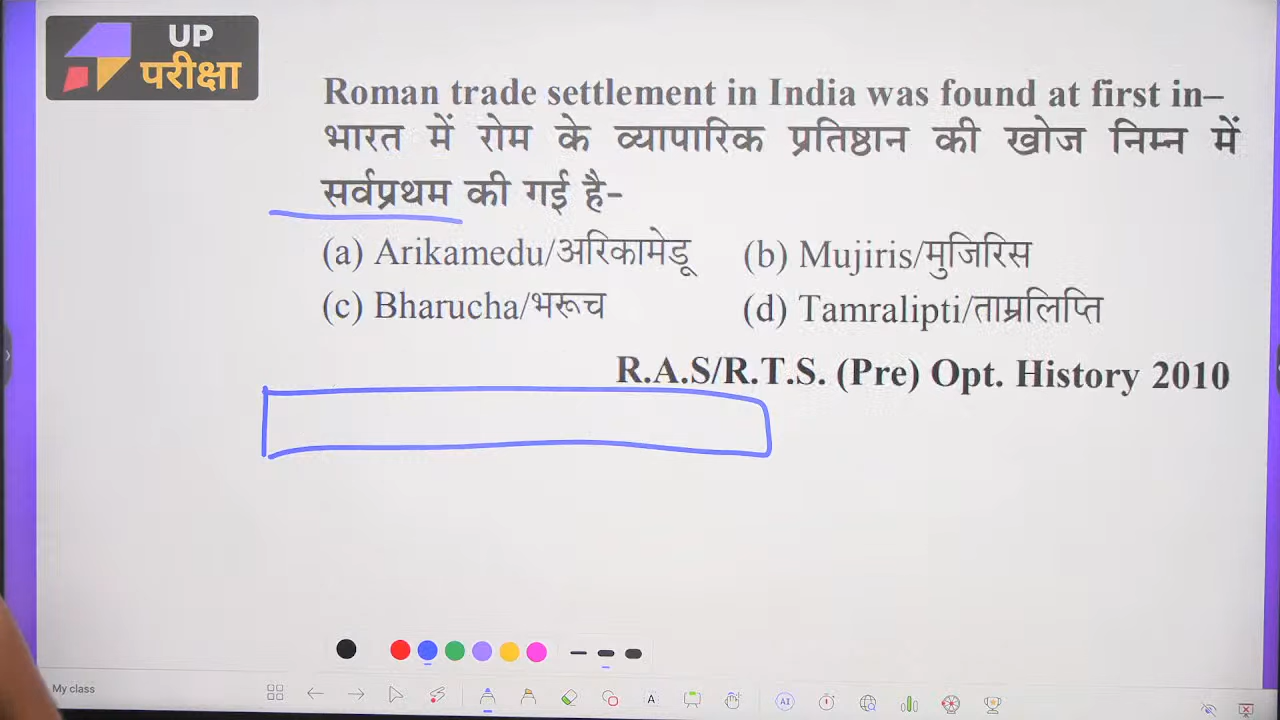 UP
परीक्षा
Roman trade settlement in India was found at first in–
भारत में रोम के व्यापारिक प्रतिष्ठान की खोज निम्न में
सर्वप्रथम की गई है-
(a) Arikamedu/अरिकामेडू (b) Mujiris/मुजिरिस
(c) Bharucha/भरूच (d) Tamralipti/ताम्रलिप्ति
R.A.S/R.T.S. (Pre) Opt. History 2010
My class
A AI